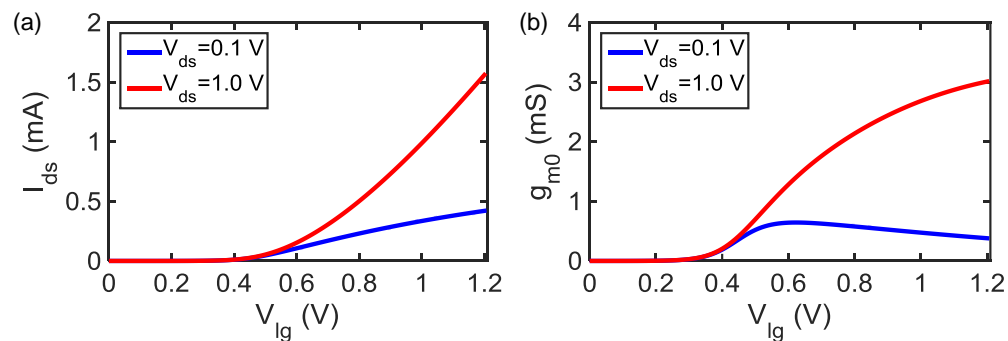 (a)
I_ds (mA)
2
1.5
1
0.5
0
V_ds=0.1 V
V_ds=1.0 V
0 0.2 0.4 0.6 0.8 1 1.2
V_lg (V)
(b)
g_m0 (mS)
4
3
2
1
0
V_ds=0.1 V
V_ds=1.0 V
0 0.2 0.4 0.6 0.8 1 1.2
V_lg (V)